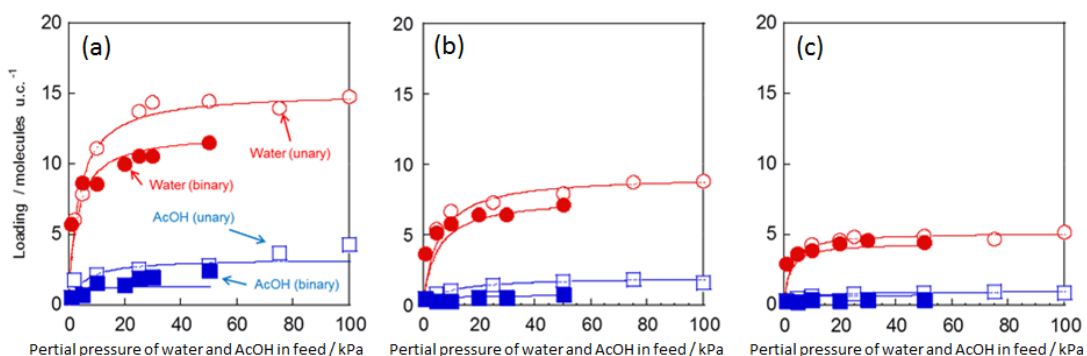 (a)
(b)
(c)
Loading / molecules u.c.⁻¹
20
15
10
5
0
Water (unary)
Water (binary)
AcOH (unary)
AcOH (binary)
0 20 40 60 80 100
Pertial pressure of water and AcOH in feed / kPa
20
15
10
5
0
0 20 40 60 80 100
Pertial pressure of water and AcOH in feed / kPa
20
15
10
5
0
0 20 40 60 80 100
Pertial pressure of water and AcOH in feed / kPa